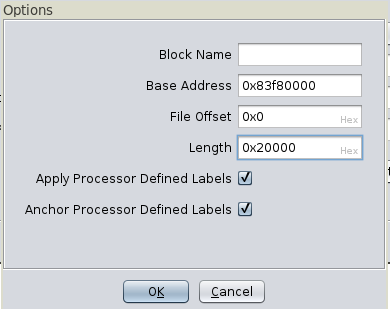 Options
Block Name
Base Address 0x83f80000
File Offset 0x0 Hex
Length 0x20000 Hex
Apply Processor Defined Labels
Anchor Processor Defined Labels
OK Cancel